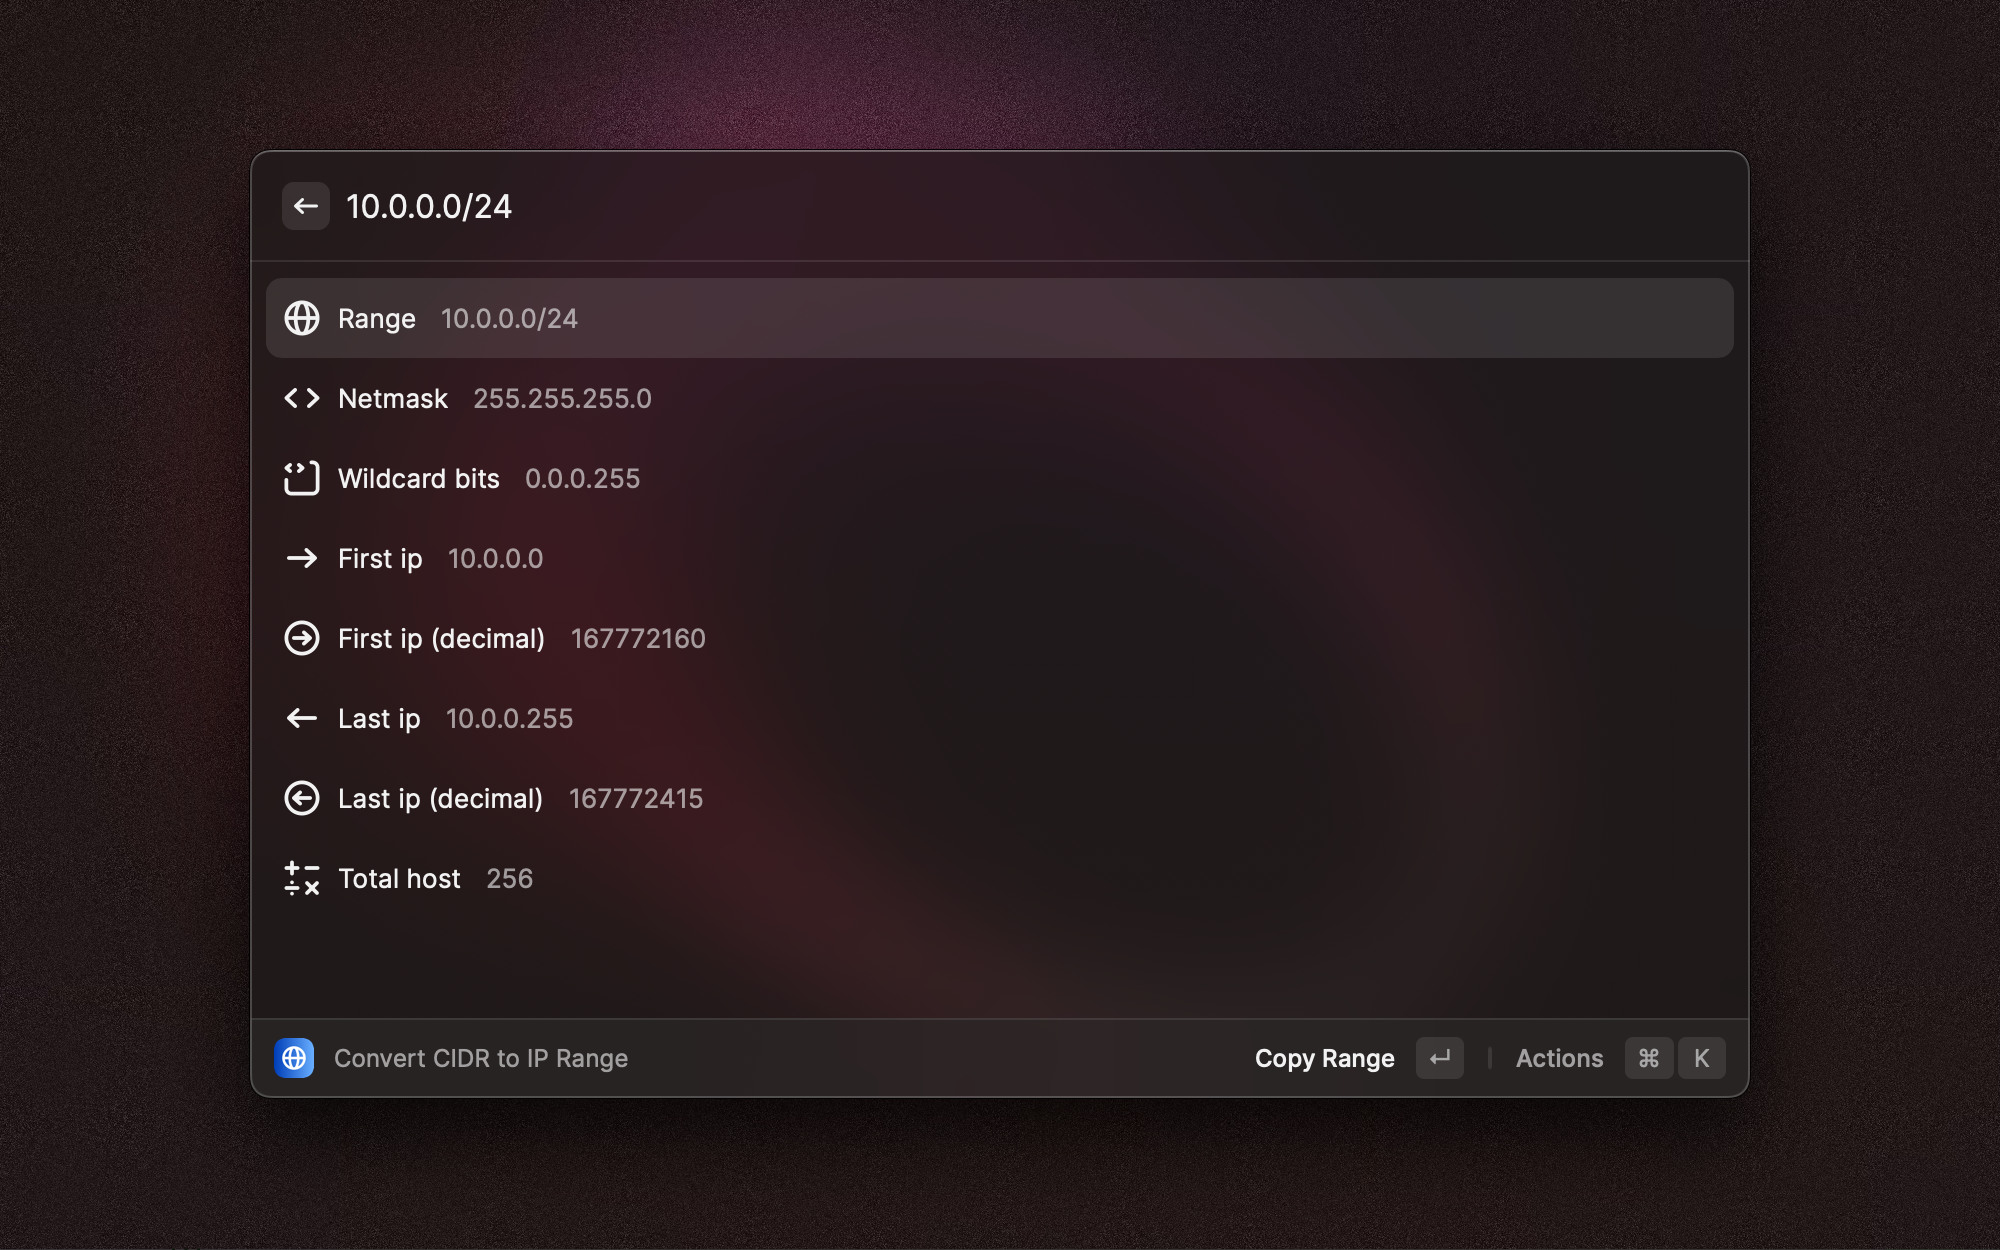 10.0.0.0/24
Range 10.0.0.0/24
Netmask 255.255.255.0
Wildcard bits 0.0.0.255
First ip 10.0.0.0
First ip (decimal) 167772160
Last ip 10.0.0.255
Last ip (decimal) 167772415
Total host 256
Convert CIDR to IP Range Copy Range ↵ Actions ⌘ K